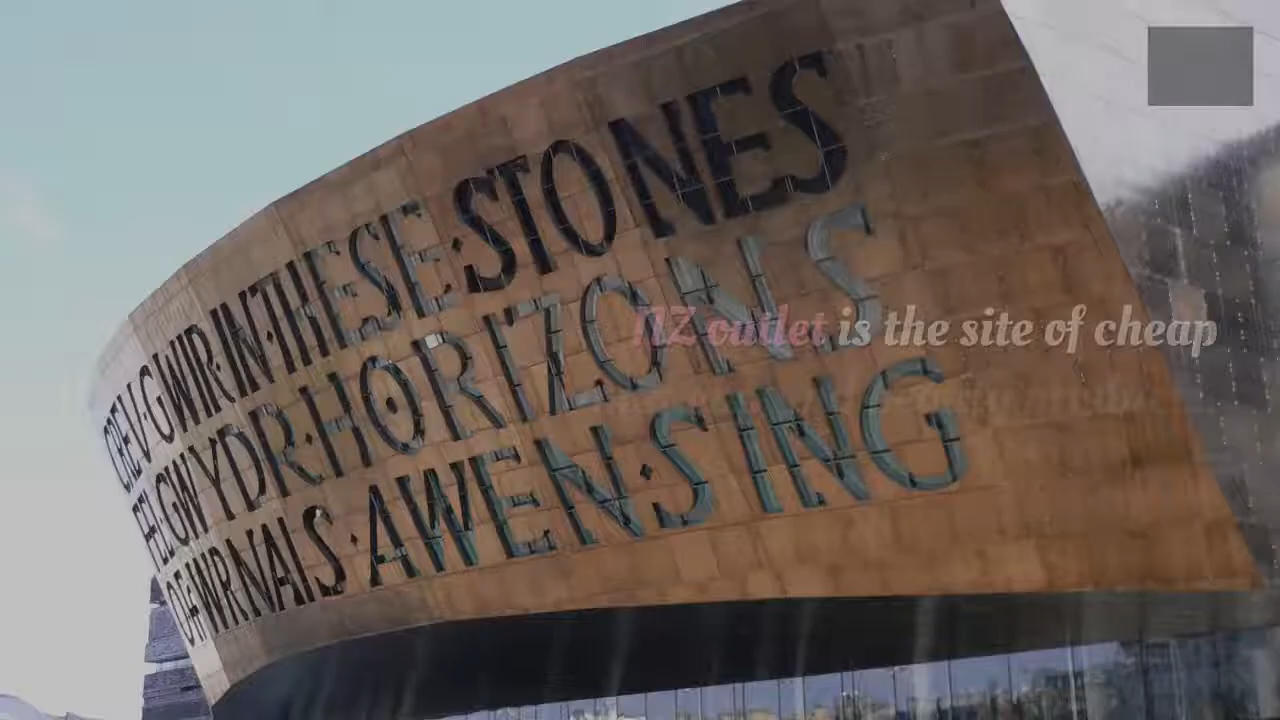 CREU·GWIR·IN·THESE·STONES
FEL·GWYDR·HORIZONS
O·FFWRNAIS·AWEN·SING
NZ outlet is the site of cheap